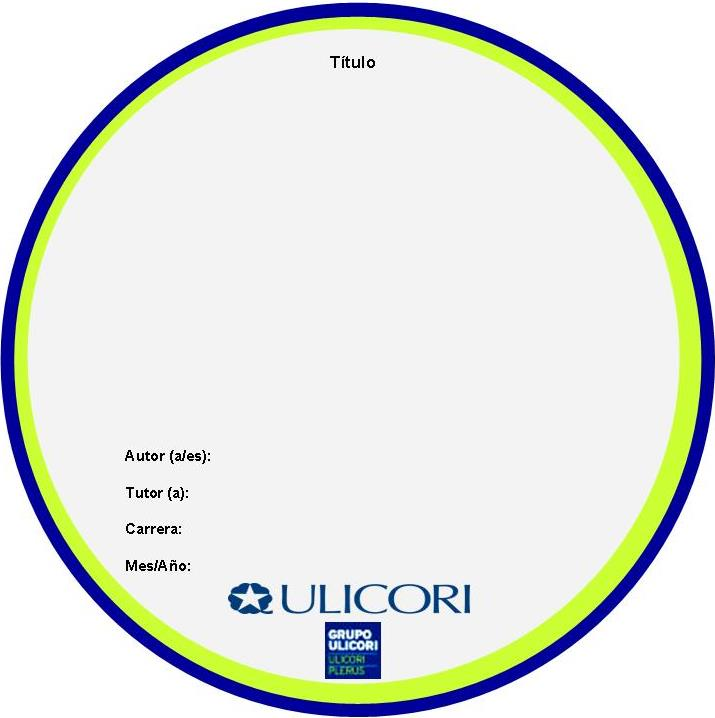 Título
Autor (a/es):
Tutor (a):
Carrera:
Mes/Año:
ULICORI
GRUPO
ULICORI
ULICORI
PLERUS